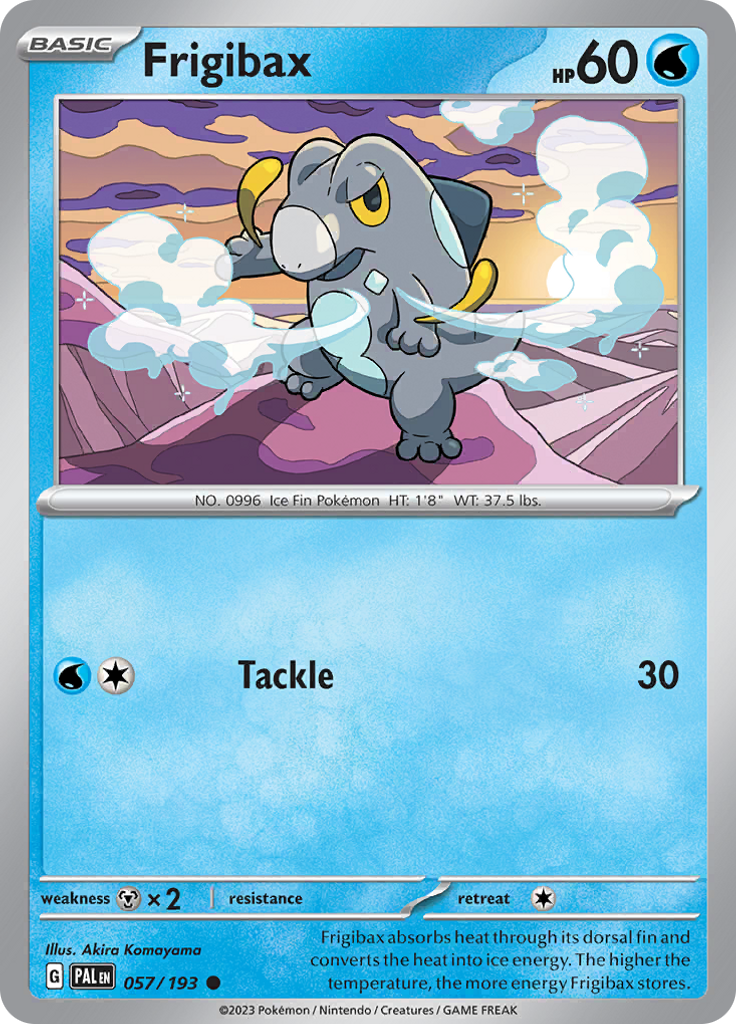 BASIC
Frigibax
HP 60
NO. 0996 Ice Fin Pokémon HT: 1'8" WT: 37.5 lbs.
Tackle 30
weakness ×2 resistance retreat
Illus. Akira Komayama
G PAL EN 057/193
Frigibax absorbs heat through its dorsal fin and
converts the heat into ice energy. The higher the
temperature, the more energy Frigibax stores.
©2023 Pokémon / Nintendo / Creatures / GAME FREAK